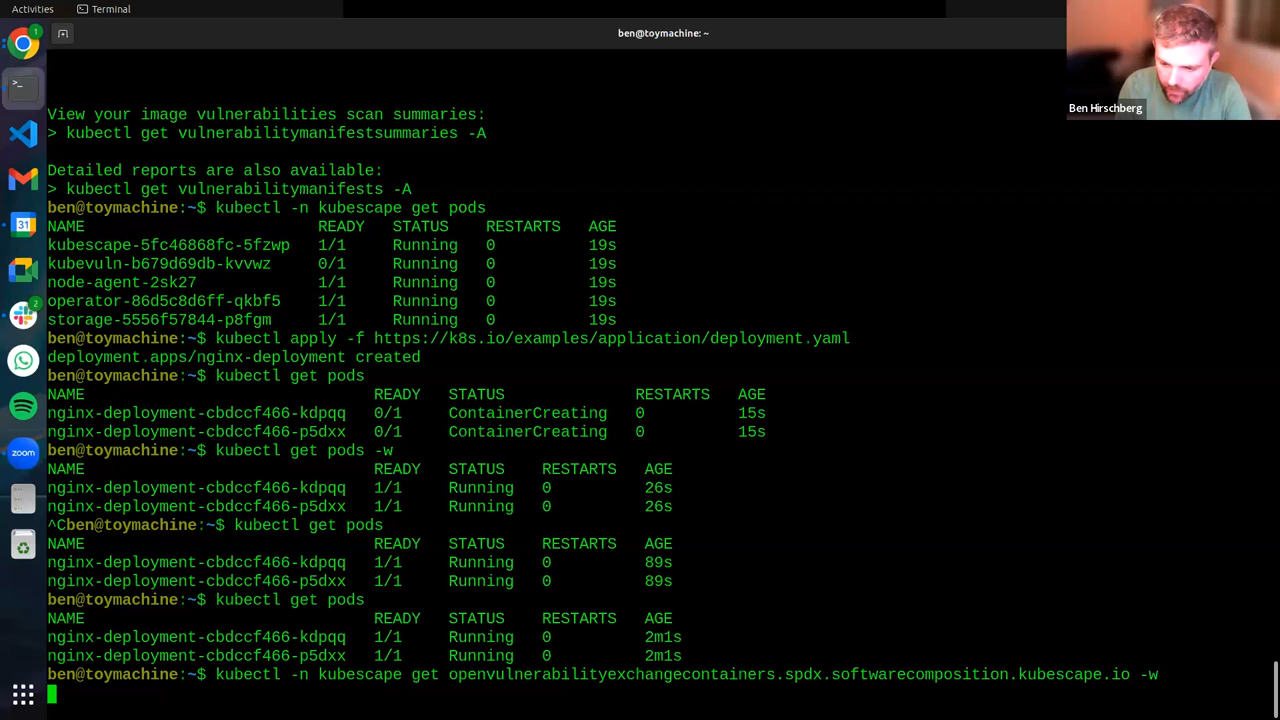 Activities Terminal
ben@toymachine: ~
Ben Hirschberg
View your image vulnerabilities scan summaries:
> kubectl get vulnerabilitymanifestsummaries -A
Detailed reports are also available:
> kubectl get vulnerabilitymanifests -A
ben@toymachine:~$ kubectl -n kubescape get pods
NAME READY STATUS RESTARTS AGE
kubescape-5fc46868fc-5fzwp 1/1 Running 0 19s
kubevuln-b679d69db-kvvwz 0/1 Running 0 19s
node-agent-2sk27 1/1 Running 0 19s
operator-86d5c8d6ff-qkbf5 1/1 Running 0 19s
storage-5556f57844-p8fgm 1/1 Running 0 19s
ben@toymachine:~$ kubectl apply -f https://k8s.io/examples/application/deployment.yaml
deployment.apps/nginx-deployment created
ben@toymachine:~$ kubectl get pods
NAME READY STATUS RESTARTS AGE
nginx-deployment-cbdccf466-kdpqq 0/1 ContainerCreating 0 15s
nginx-deployment-cbdccf466-p5dxx 0/1 ContainerCreating 0 15s
ben@toymachine:~$ kubectl get pods -w
NAME READY STATUS RESTARTS AGE
nginx-deployment-cbdccf466-kdpqq 1/1 Running 0 26s
nginx-deployment-cbdccf466-p5dxx 1/1 Running 0 26s
^Cben@toymachine:~$ kubectl get pods
NAME READY STATUS RESTARTS AGE
nginx-deployment-cbdccf466-kdpqq 1/1 Running 0 89s
nginx-deployment-cbdccf466-p5dxx 1/1 Running 0 89s
ben@toymachine:~$ kubectl get pods
NAME READY STATUS RESTARTS AGE
nginx-deployment-cbdccf466-kdpqq 1/1 Running 0 2m1s
nginx-deployment-cbdccf466-p5dxx 1/1 Running 0 2m1s
ben@toymachine:~$ kubectl -n kubescape get openvulnerabilityexchangecontainers.spdx.softwarecomposition.kubescape.io -w
1
31
2
zoom